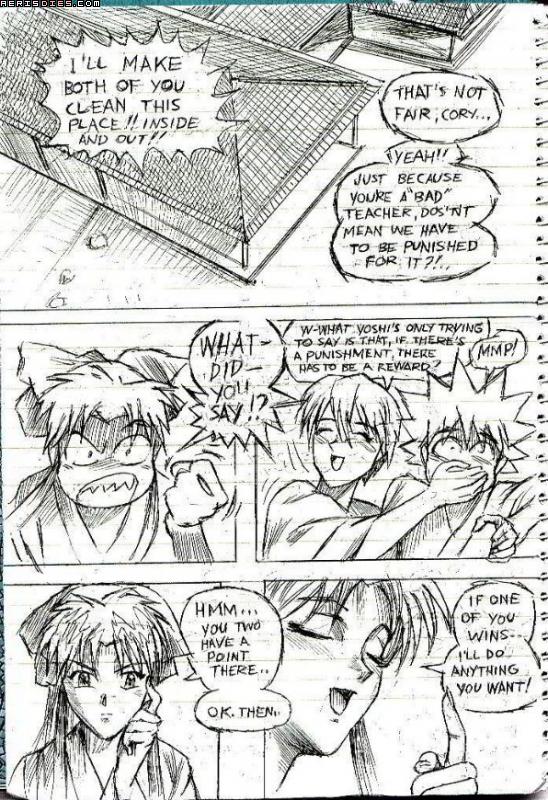 AERISDIES.COM
I'LL MAKE
BOTH OF YOU
CLEAN THIS
PLACE!! INSIDE
AND OUT!!
THAT'S NOT
FAIR, CORY...
YEAH!!
JUST BECAUSE
YOU'RE A "BAD"
TEACHER, DOS'NT
MEAN WE HAVE
TO BE PUNISHED
FOR IT?!..
WHAT-
DID-
YOU
SAY!?
W-WHAT YOSHI'S ONLY TRYING
TO SAY IS THAT, IF THERE'S
A PUNISHMENT, THERE
HAS TO BE A REWARD?
MMP!
HMM...
YOU TWO
HAVE A
POINT
THERE..
OK. THEN..
IF ONE
OF YOU
WINS--
I'LL DO
ANYTHING
YOU WANT!